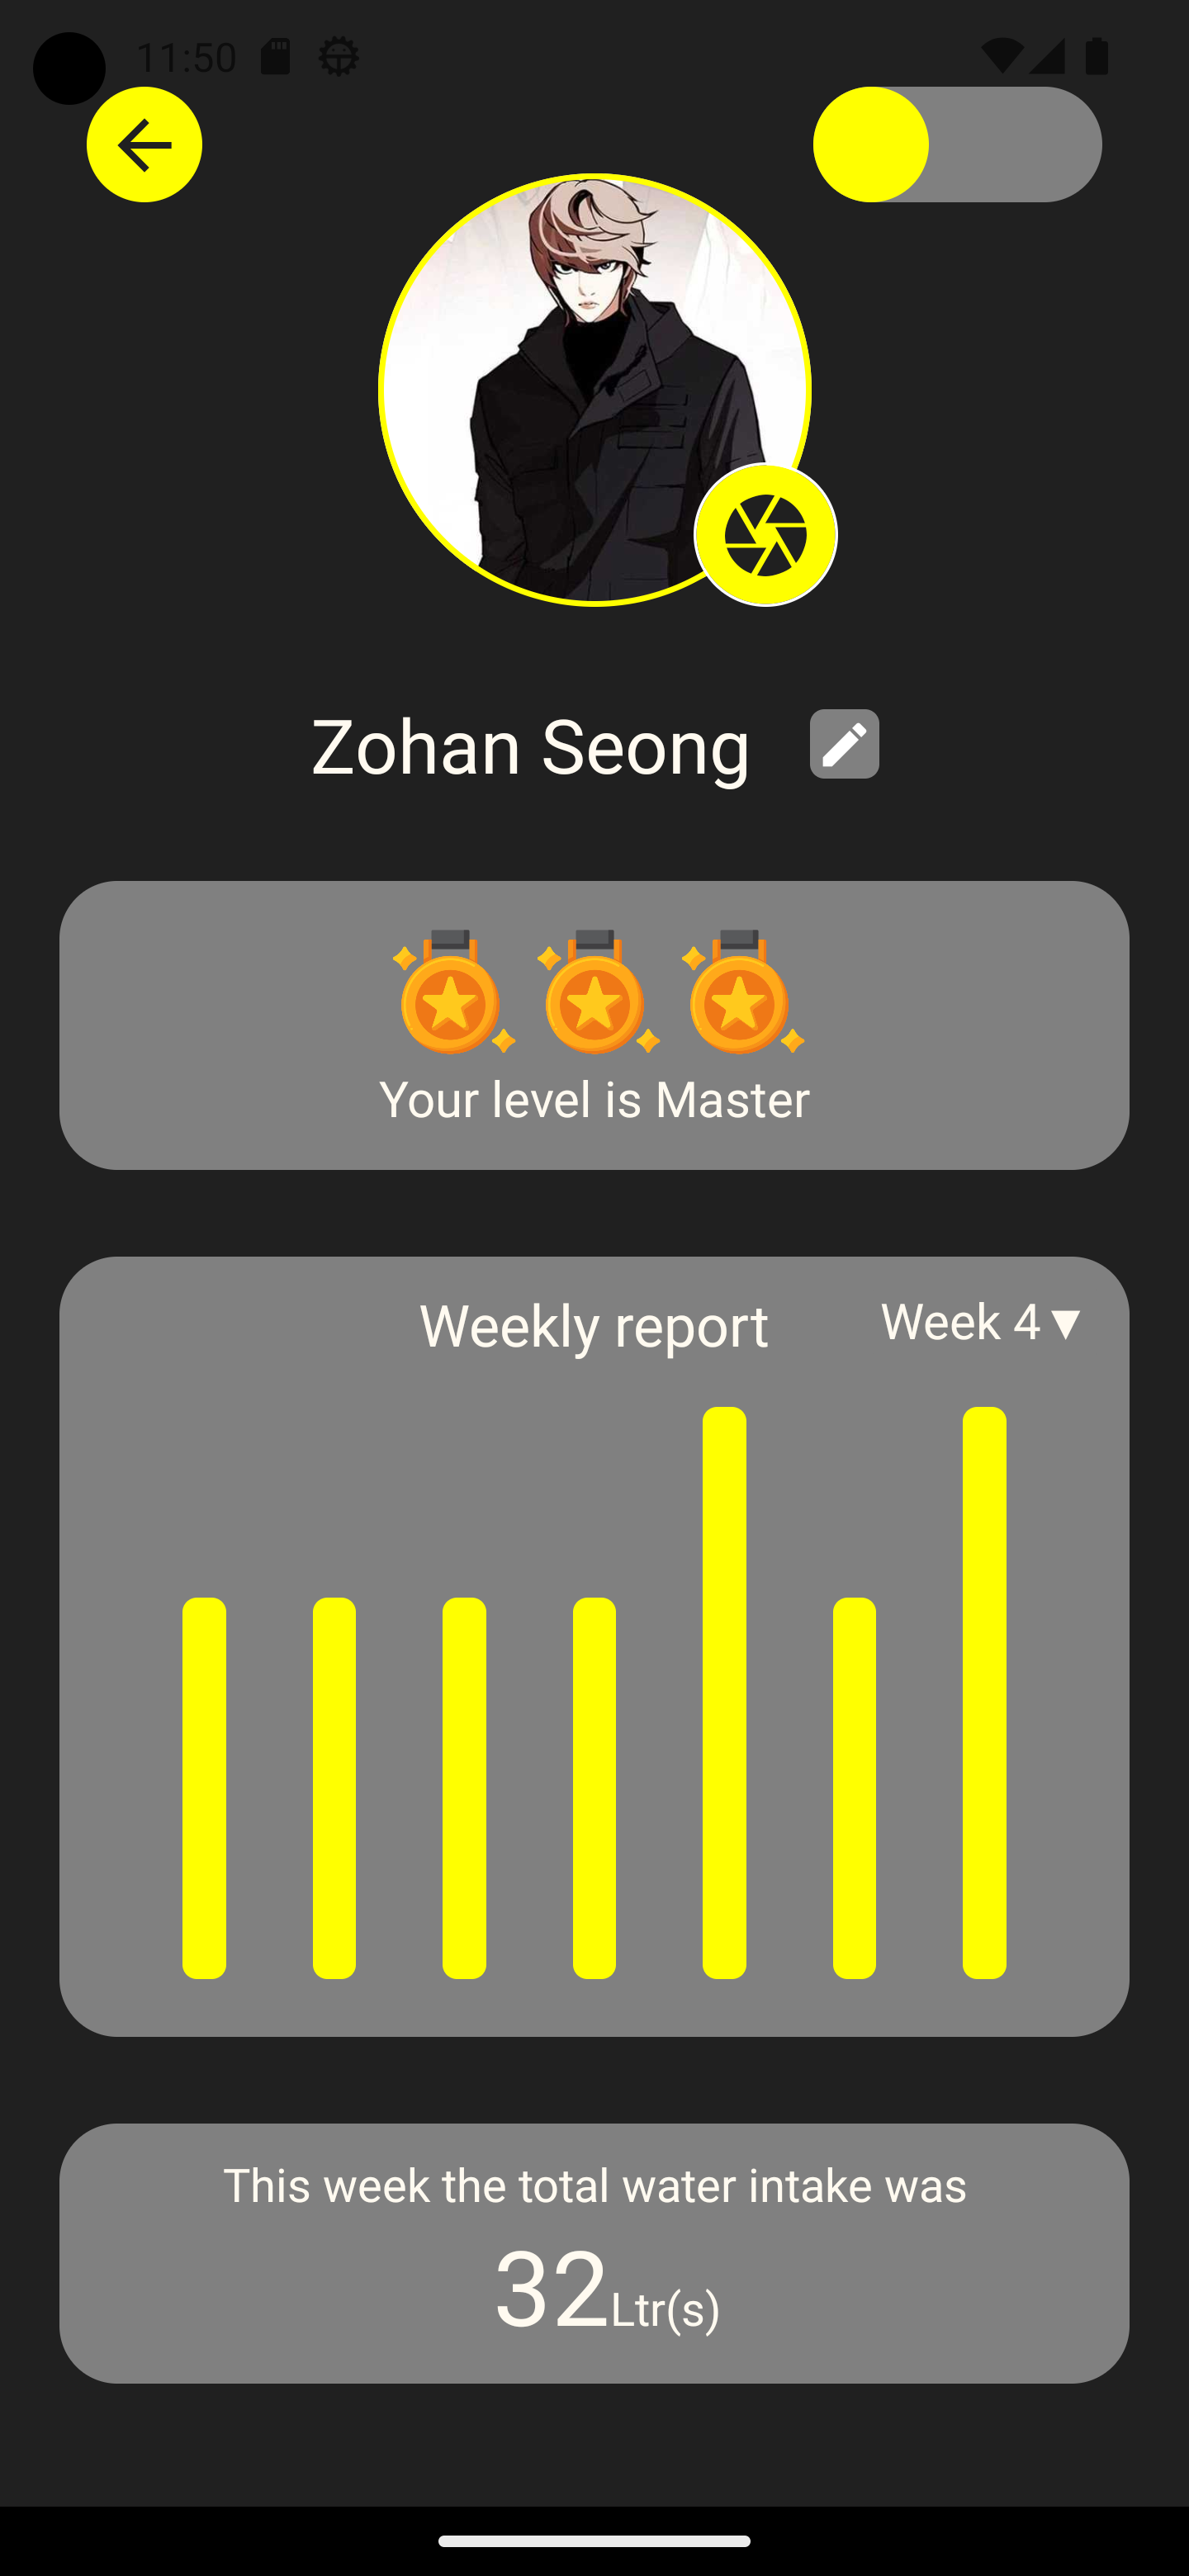 11:50
Zohan Seong
Your level is Master
Weekly report
Week 4 ▼
This week the total water intake was
32Ltr(s)